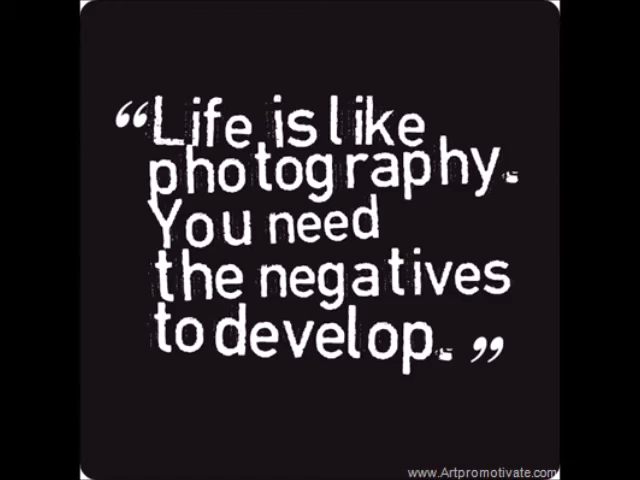 “Life is like
photography.
You need
the negatives
to develop.”
www.Artpromotivate.com